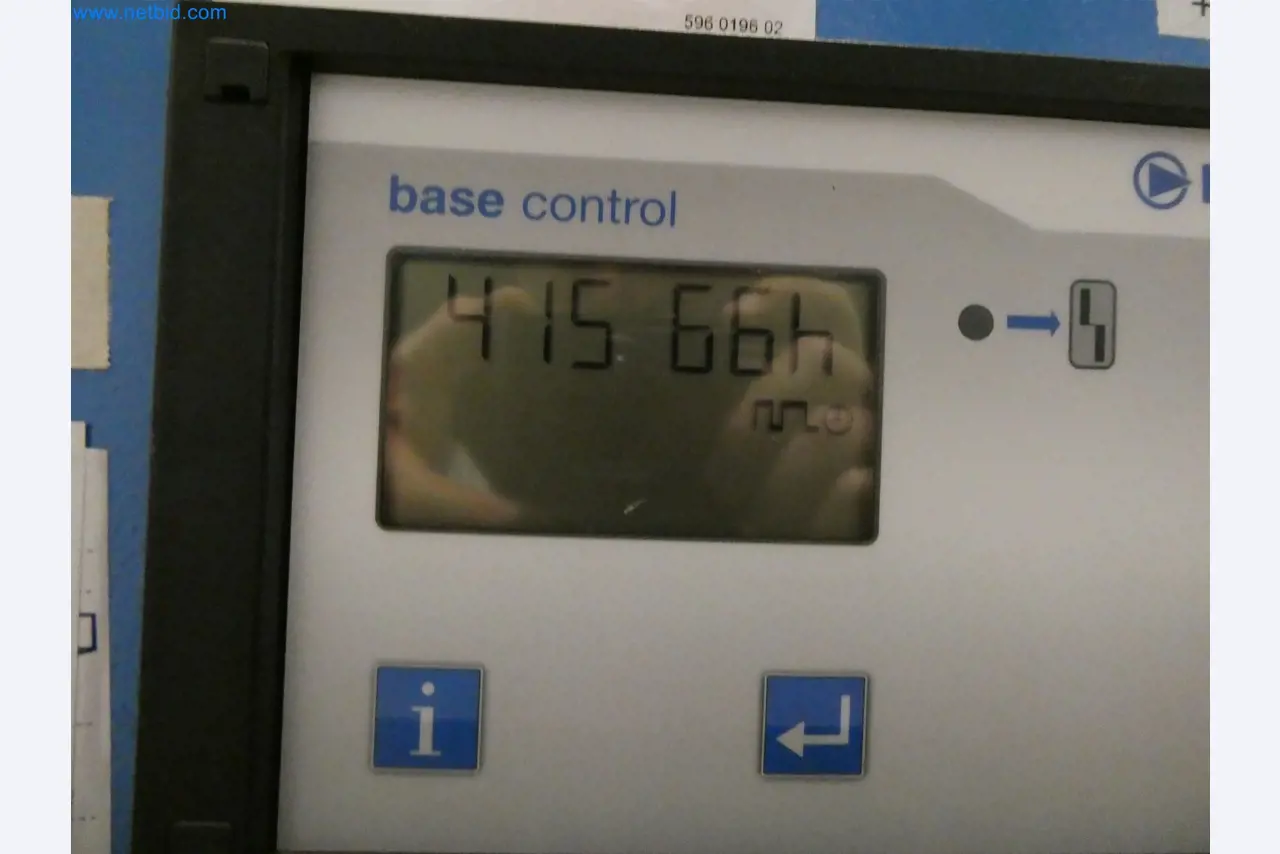 www.netbid.com
596 0196 02
base control
415 66h
i